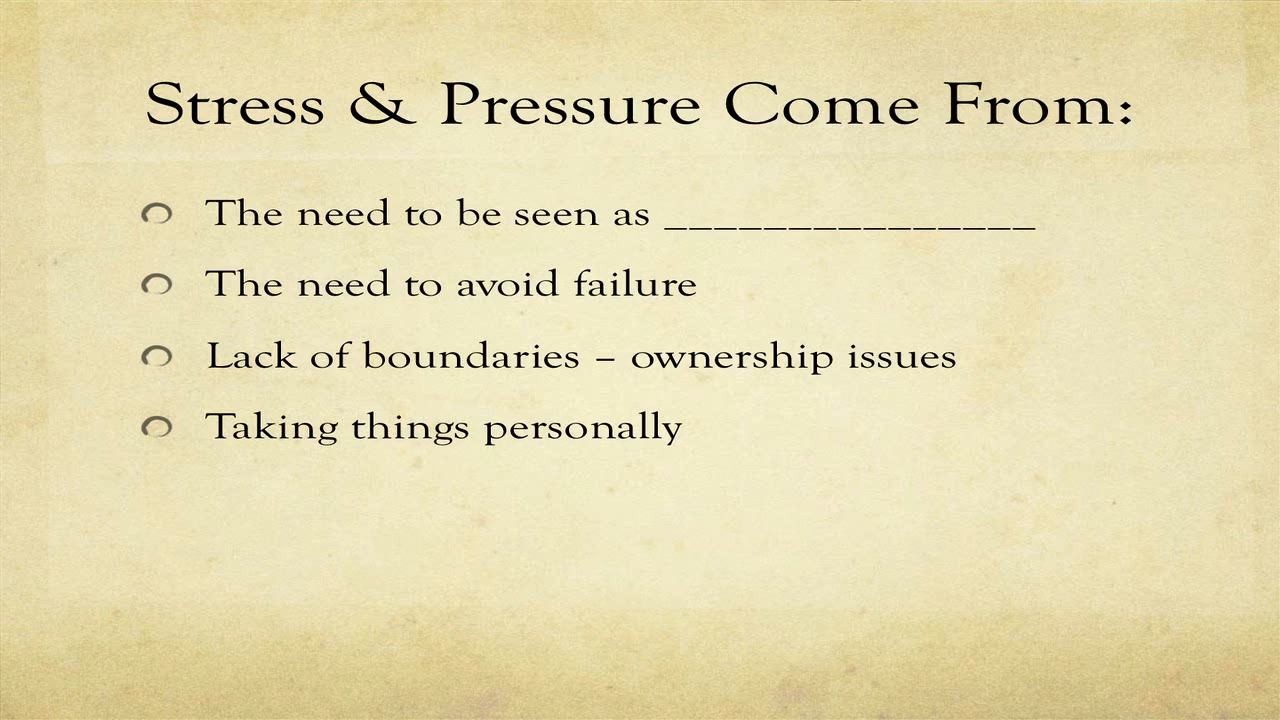 Stress & Pressure Come From:
The need to be seen as _______________
The need to avoid failure
Lack of boundaries – ownership issues
Taking things personally